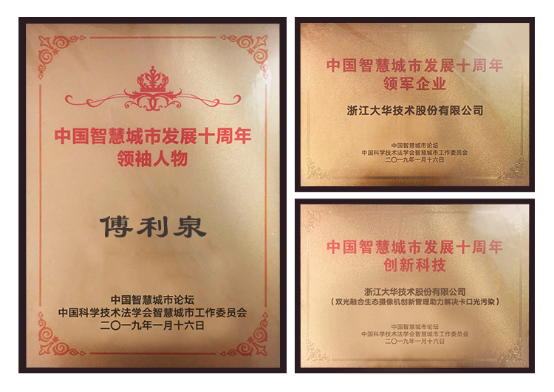 中国智慧城市发展十周年
领袖人物
傅利泉
中国智慧城市论坛
中国科学技术法学会智慧城市工作委员会
二〇一九年一月十六日
中国智慧城市发展十周年
领军企业
浙江大华技术股份有限公司
中国智慧城市论坛
中国科学技术法学会智慧城市工作委员会
二〇一九年一月十六日
中国智慧城市发展十周年
创新科技
浙江大华技术股份有限公司
（双光融合生态摄像机创新管理助力解决卡口光污染）
中国智慧城市论坛
中国科学技术法学会智慧城市工作委员会
二〇一九年一月十六日